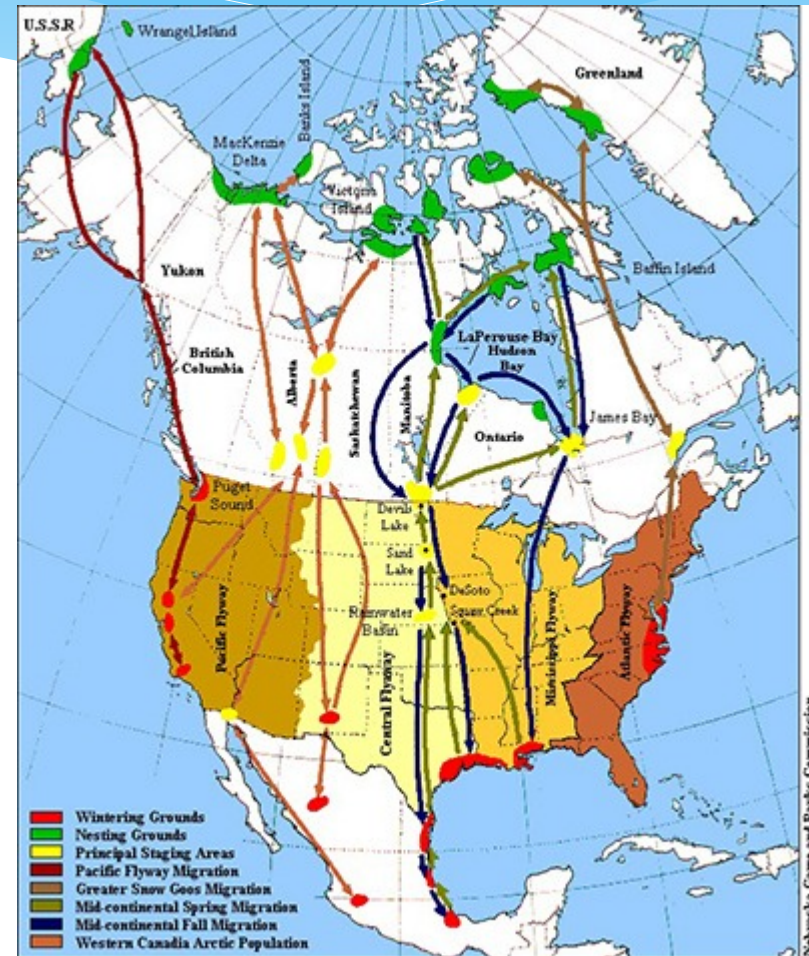 U.S.S.R
Wrangel Island
Greenland
Banks Island
MacKenzie
Delta
Victoria
Island
Yukon
Baffin Island
British
Columbia
Alberta
Saskatchewan
Manitoba
LaPerouse Bay
Hudson
Bay
Ontario
James Bay
Puget
Sound
Devils
Lake
Sand
Lake
DeSoto
Squaw Creek
Rainwater
Basin
Pacific Flyway
Central Flyway
Mississippi Flyway
Atlantic Flyway
Wintering Grounds
Nesting Grounds
Principal Staging Areas
Pacific Flyway Migration
Greater Snow Goos Migration
Mid-continental Spring Migration
Mid-continental Fall Migration
Western Canadia Arctic Population